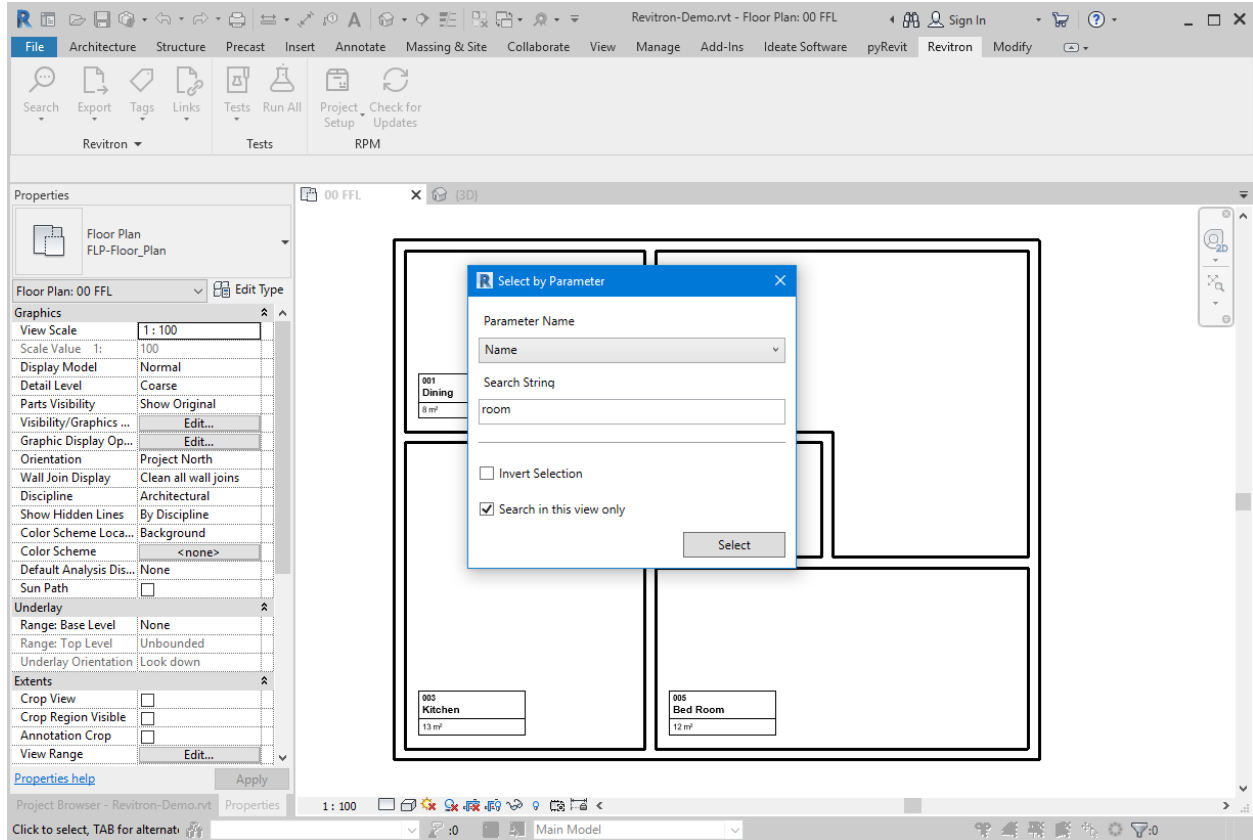 Revitron-Demo.rvt - Floor Plan: 00 FFL
Sign In
File Architecture Structure Precast Insert Annotate Massing & Site Collaborate View Manage Add-Ins Ideate Software pyRevit Revitron Modify
Search Export Tags Links Tests Run All Project Setup Check for Updates
Revitron Tests RPM
Properties
00 FFL {3D}
Floor Plan
FLP-Floor_Plan
Floor Plan: 00 FFL Edit Type
Graphics
View Scale 1 : 100
Scale Value 1: 100
Display Model Normal
Detail Level Coarse
Parts Visibility Show Original
Visibility/Graphics ... Edit...
Graphic Display Op... Edit...
Orientation Project North
Wall Join Display Clean all wall joins
Discipline Architectural
Show Hidden Lines By Discipline
Color Scheme Loca... Background
Color Scheme <none>
Default Analysis Dis... None
Sun Path
Underlay
Range: Base Level None
Range: Top Level Unbounded
Underlay Orientation Look down
Extents
Crop View
Crop Region Visible
Annotation Crop
View Range Edit...
Properties help Apply
Project Browser - Revitron-Demo.rvt Properties
2D
Select by Parameter
Parameter Name
Name
Search String
room
Invert Selection
Search in this view only
Select
001
Dining
8 m²
003
Kitchen
13 m²
005
Bed Room
12 m²
1 : 100
Click to select, TAB for alternat :0 Main Model :0